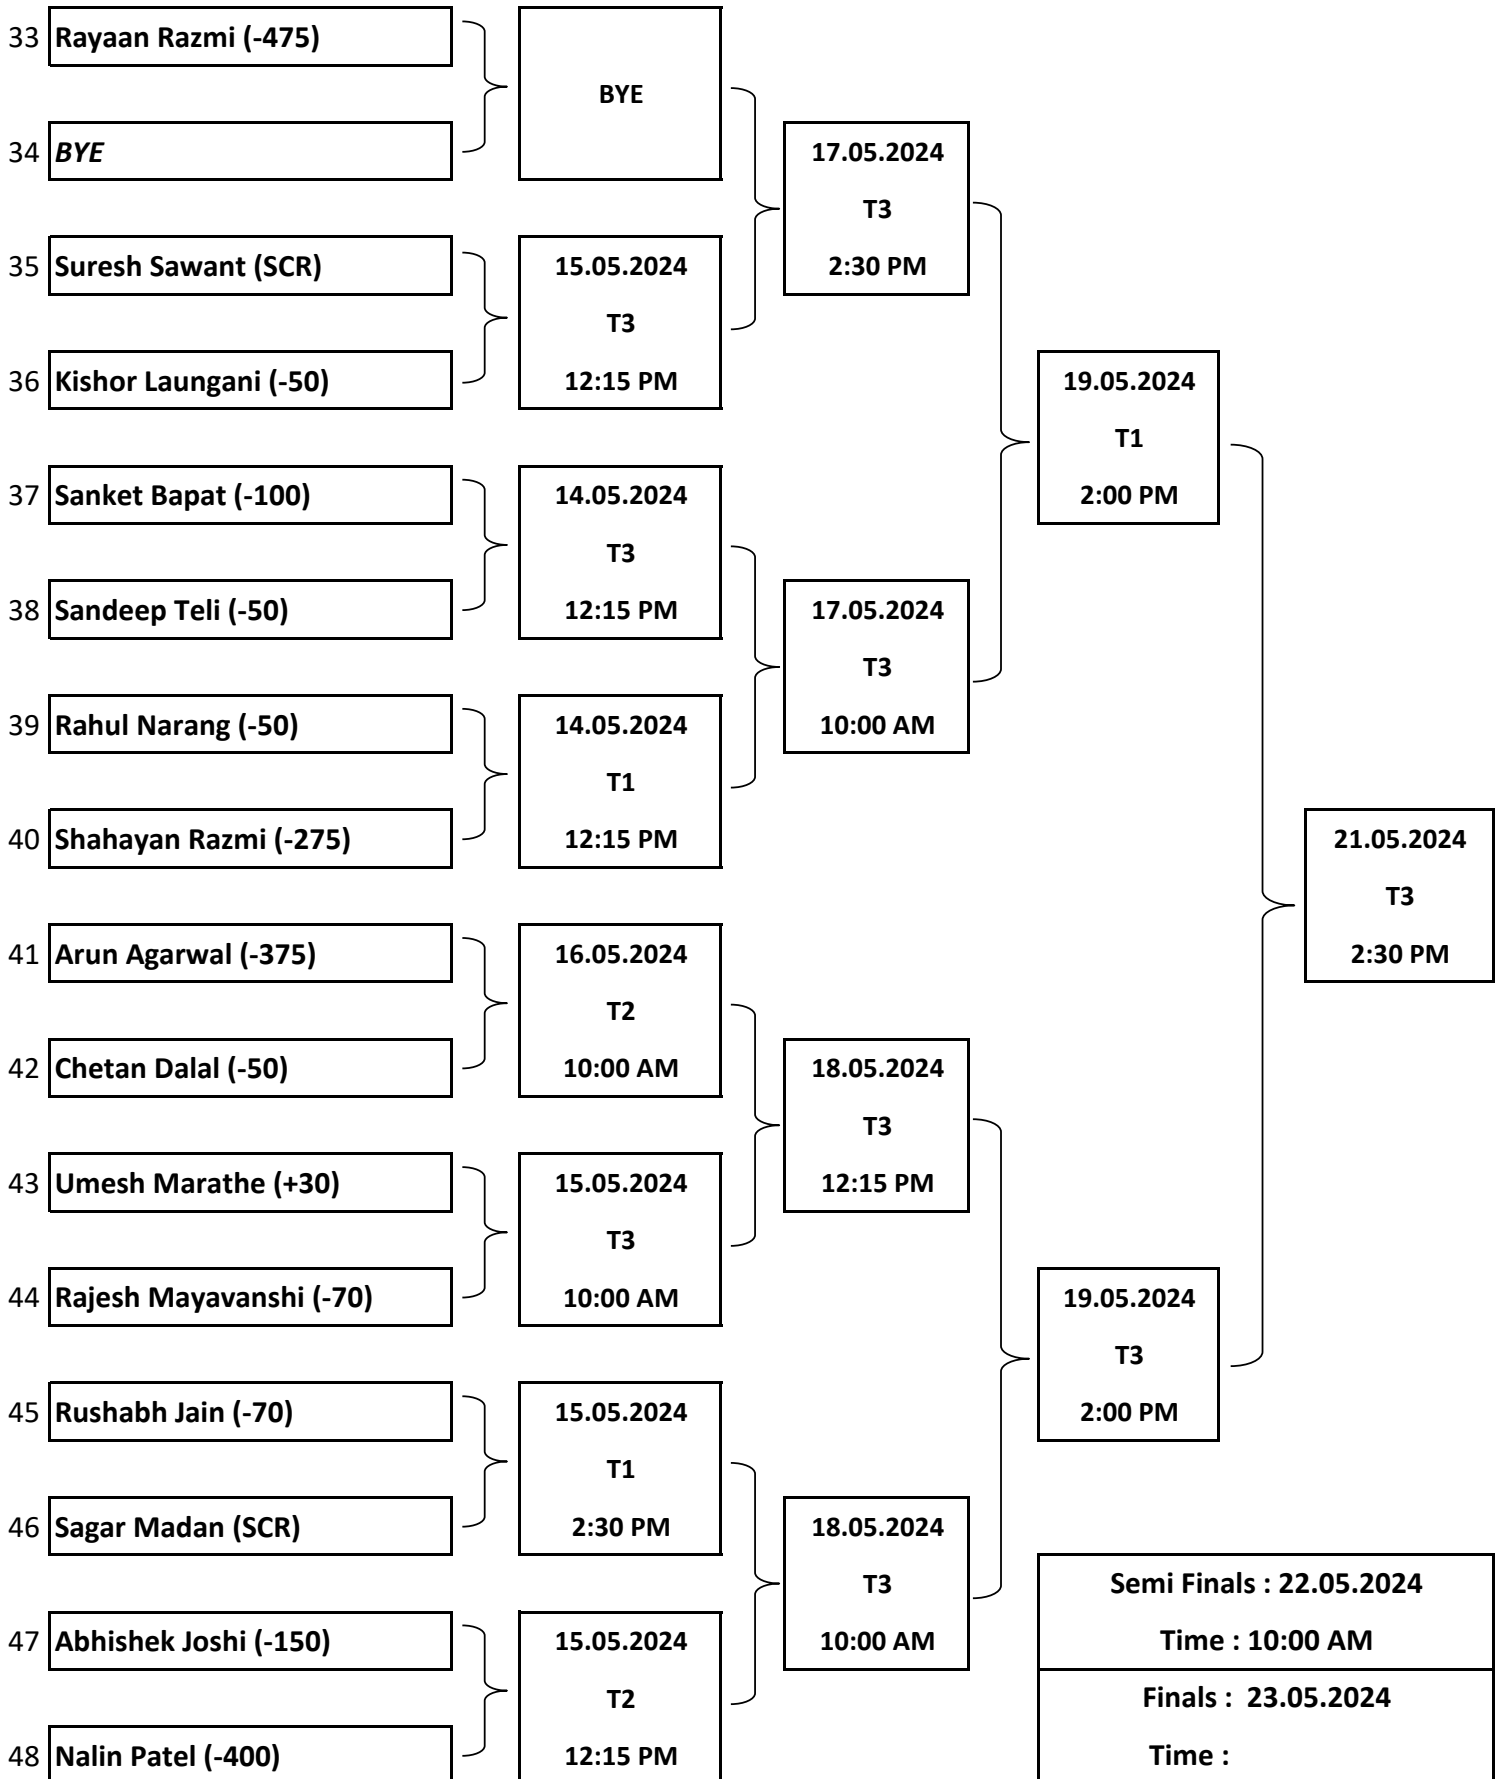 33 Rayaan Razmi (-475)
BYE
34 BYE
17.05.2024
T3
2:30 PM
35 Suresh Sawant (SCR)
15.05.2024
T3
12:15 PM
36 Kishor Laungani (-50)
19.05.2024
T1
2:00 PM
37 Sanket Bapat (-100)
14.05.2024
T3
12:15 PM
38 Sandeep Teli (-50)
17.05.2024
T3
10:00 AM
39 Rahul Narang (-50)
14.05.2024
T1
12:15 PM
40 Shahayan Razmi (-275)
21.05.2024
T3
2:30 PM
41 Arun Agarwal (-375)
16.05.2024
T2
10:00 AM
42 Chetan Dalal (-50)
18.05.2024
T3
12:15 PM
43 Umesh Marathe (+30)
15.05.2024
T3
10:00 AM
44 Rajesh Mayavanshi (-70)
19.05.2024
T3
2:00 PM
45 Rushabh Jain (-70)
15.05.2024
T1
2:30 PM
46 Sagar Madan (SCR)
18.05.2024
T3
10:00 AM
47 Abhishek Joshi (-150)
15.05.2024
T2
12:15 PM
48 Nalin Patel (-400)
Semi Finals : 22.05.2024
Time : 10:00 AM
Finals : 23.05.2024
Time :